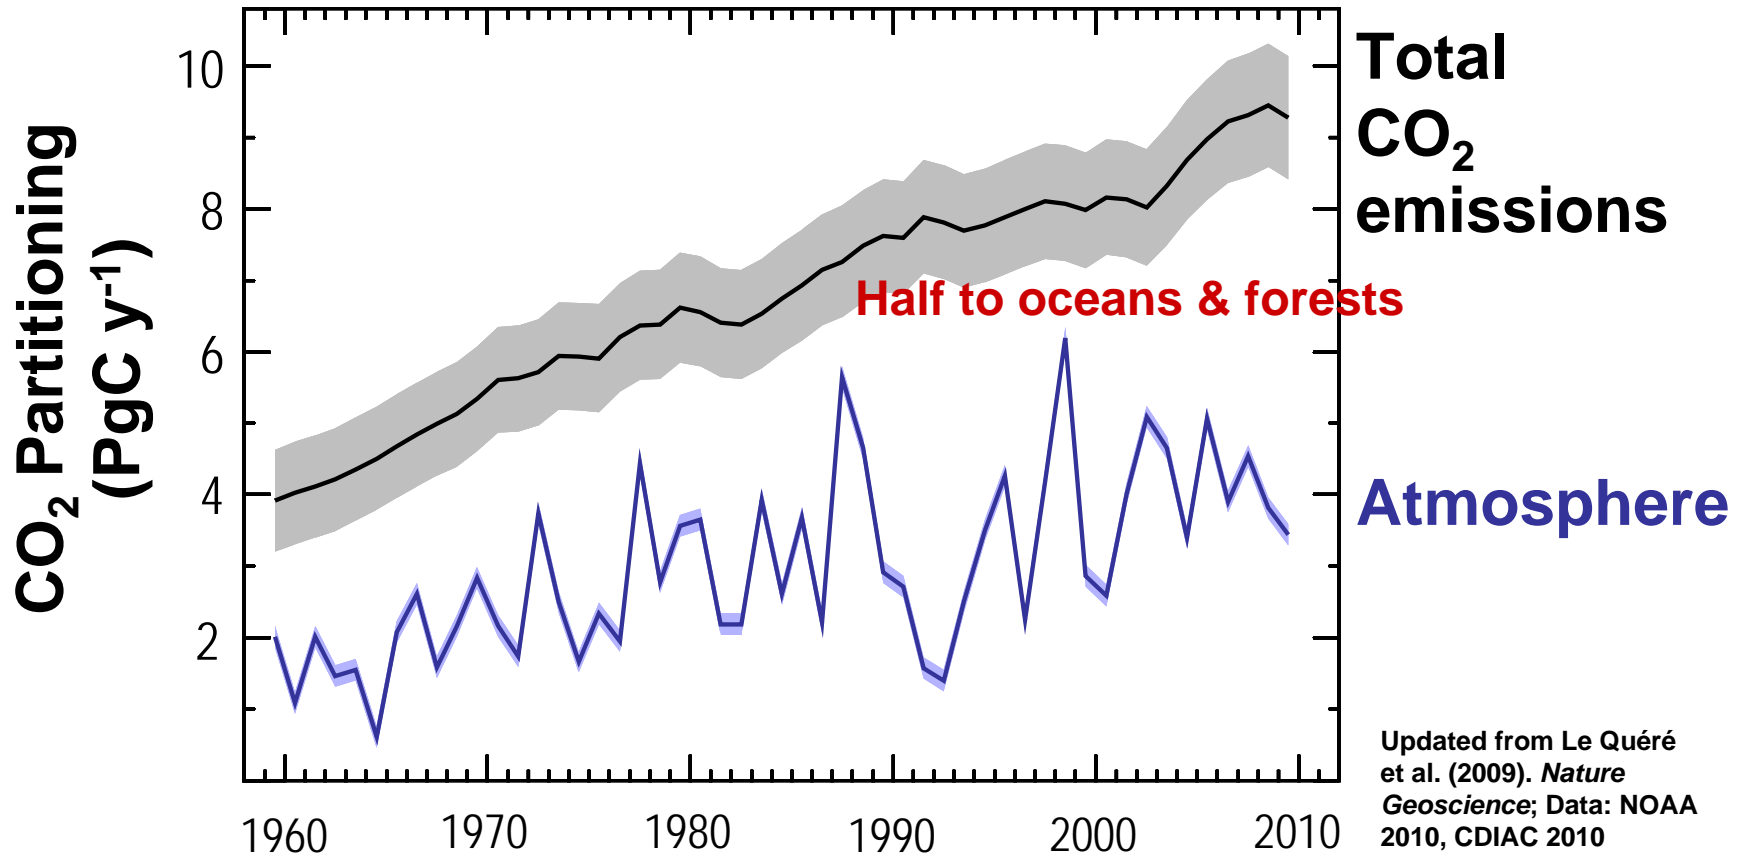 CO2 Partitioning
(PgC y-1)
10
8
6
4
2
1960
1970
1980
1990
2000
2010
Total
CO2
emissions
Half to oceans & forests
Atmosphere
Updated from Le Quéré
et al. (2009). Nature
Geoscience; Data: NOAA
2010, CDIAC 2010